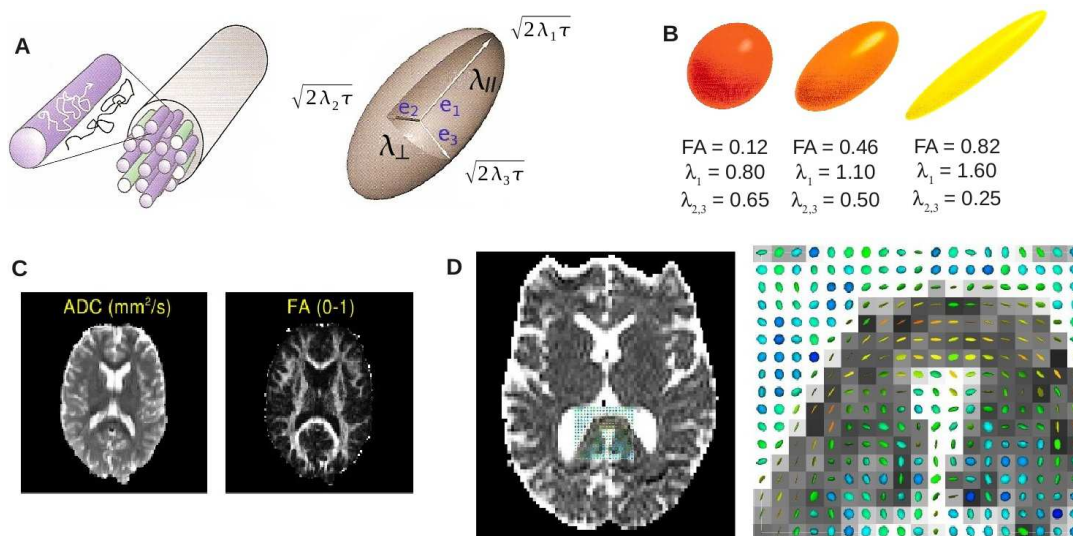 A
√2λ₁τ
λ∥
√2λ₂τ
e₂
e₁
e₃
λ⊥
√2λ₃τ
B
FA = 0.12
λ₁ = 0.80
λ₂,₃ = 0.65
FA = 0.46
λ₁ = 1.10
λ₂,₃ = 0.50
FA = 0.82
λ₁ = 1.60
λ₂,₃ = 0.25
C
ADC (mm²/s)
FA (0-1)
D